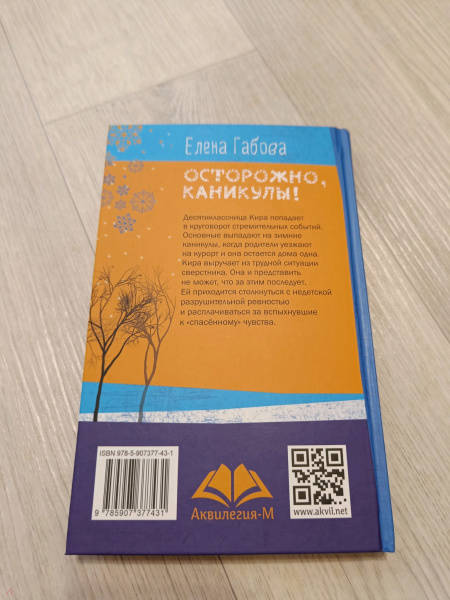 Елена Габова
ОСТОРОЖНО,
КАНИКУЛЫ!
Десятиклассница Кира попадает
в круговорот стремительных событий.
Основные выпадают на зимние
каникулы, когда родители уезжают
на курорт и она остаётся дома одна.
Кира выручает из трудной ситуации
сверстника. Она и представить
не может, что за этим последует.
Ей приходится столкнуться с недетской
разрушительной ревностью
и расплачиваться за вспыхнувшие
к «спасённому» чувства.
ISBN 978-5-907377-43-1
9 785907 377431
Аквилегия-М
www.akvil.net